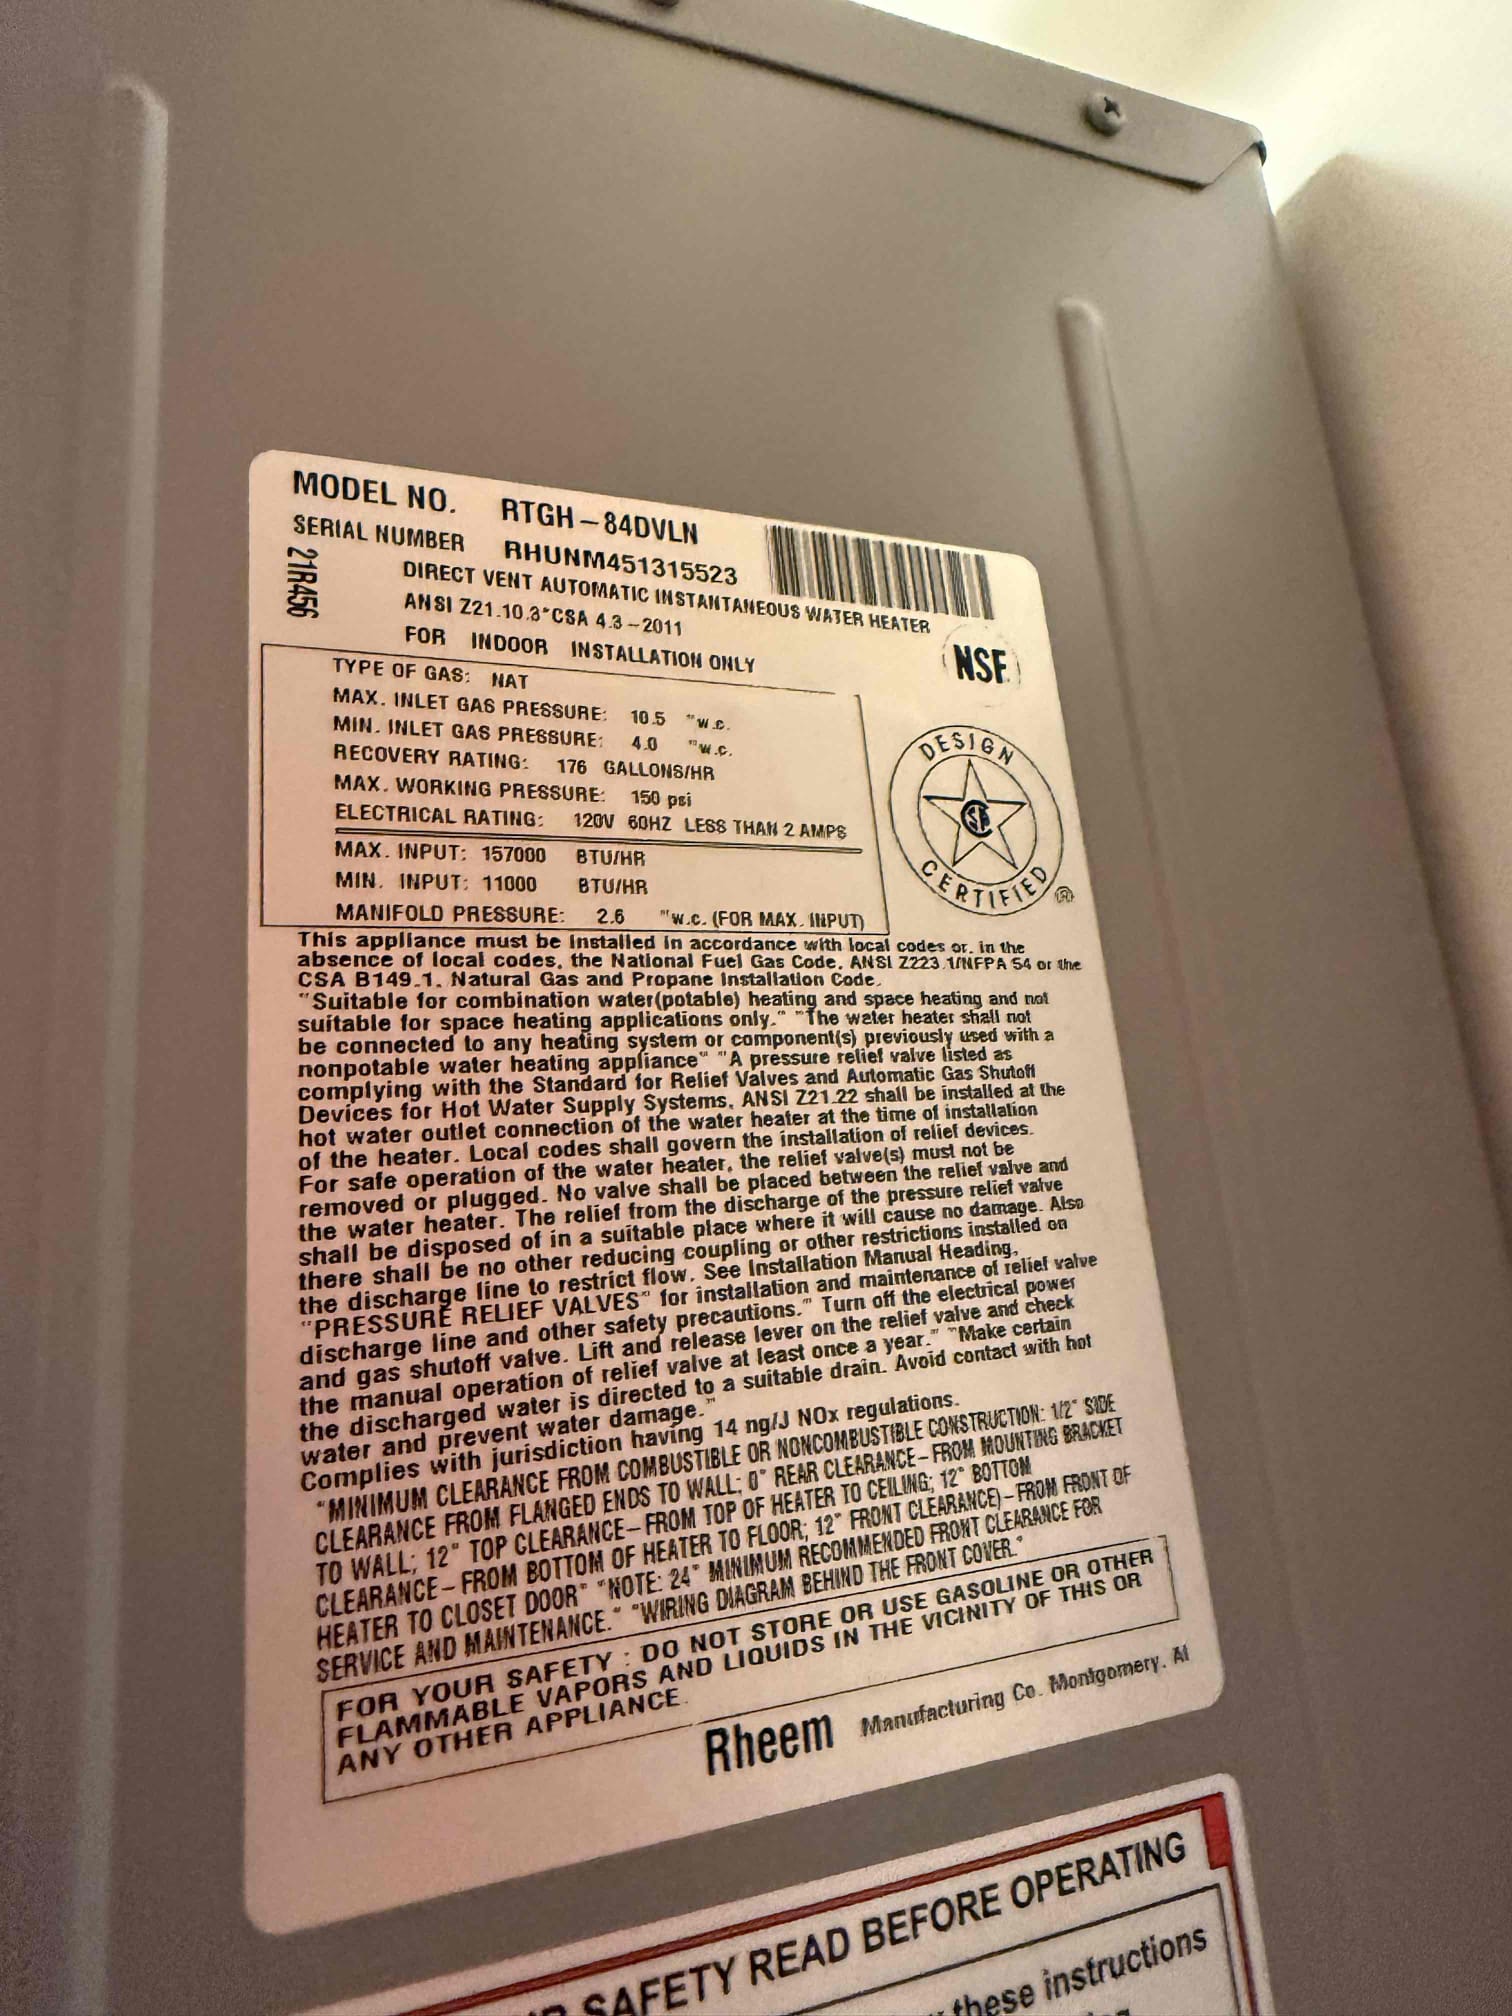 MODEL NO. RTGH-84DVLN
SERIAL NUMBER RHUNM451315523
21R456
DIRECT VENT AUTOMATIC INSTANTANEOUS WATER HEATER
ANSI Z21.10.3*CSA 4.3-2011
FOR INDOOR INSTALLATION ONLY
NSF.
TYPE OF GAS: NAT
MAX. INLET GAS PRESSURE: 10.5 "w.c.
MIN. INLET GAS PRESSURE: 4.0 "w.c.
RECOVERY RATING: 176 GALLONS/HR
MAX. WORKING PRESSURE: 150 psi
ELECTRICAL RATING: 120V 60HZ LESS THAN 2 AMPS
MAX. INPUT: 157000 BTU/HR
MIN. INPUT: 11000 BTU/HR
MANIFOLD PRESSURE: 2.6 "w.c. (FOR MAX. INPUT)
DESIGN
CERTIFIED ®
This appliance must be installed in accordance with local codes or, in the
absence of local codes, the National Fuel Gas Code, ANSI Z223.1/NFPA 54 or the
CSA B149.1, Natural Gas and Propane Installation Code.
"Suitable for combination water(potable) heating and space heating and not
suitable for space heating applications only." "The water heater shall not
be connected to any heating system or component(s) previously used with a
nonpotable water heating appliance" "A pressure relief valve listed as
complying with the Standard for Relief Valves and Automatic Gas Shutoff
Devices for Hot Water Supply Systems, ANSI Z21.22 shall be installed at the
hot water outlet connection of the water heater at the time of installation
of the heater. Local codes shall govern the installation of relief devices.
For safe operation of the water heater, the relief valve(s) must not be
removed or plugged. No valve shall be placed between the relief valve and
the water heater. The relief from the discharge of the pressure relief valve
shall be disposed of in a suitable place where it will cause no damage. Also
there shall be no other reducing coupling or other restrictions installed on
the discharge line to restrict flow. See Installation Manual Heading,
"PRESSURE RELIEF VALVES" for installation and maintenance of relief valve
discharge line and other safety precautions." Turn off the electrical power
and gas shutoff valve. Lift and release lever on the relief valve and check
the manual operation of relief valve at least once a year." "Make certain
the discharged water is directed to a suitable drain. Avoid contact with hot
water and prevent water damage."
Complies with jurisdiction having 14 ng/J NOx regulations.
"MINIMUM CLEARANCE FROM COMBUSTIBLE OR NONCOMBUSTIBLE CONSTRUCTION: 1/2" SIDE
CLEARANCE FROM FLANGED ENDS TO WALL; 0" REAR CLEARANCE-FROM MOUNTING BRACKET
TO WALL; 12" TOP CLEARANCE-FROM TOP OF HEATER TO CEILING; 12" BOTTOM
CLEARANCE-FROM BOTTOM OF HEATER TO FLOOR; 12" FRONT CLEARANCE)-FROM FRONT OF
HEATER TO CLOSET DOOR" "NOTE: 24" MINIMUM RECOMMENDED FRONT CLEARANCE FOR
SERVICE AND MAINTENANCE." "WIRING DIAGRAM BEHIND THE FRONT COVER."
FOR YOUR SAFETY : DO NOT STORE OR USE GASOLINE OR OTHER
FLAMMABLE VAPORS AND LIQUIDS IN THE VICINITY OF THIS OR
ANY OTHER APPLIANCE.
Rheem Manufacturing Co. Montgomery. Al
SAFETY READ BEFORE OPERATING
these instructions